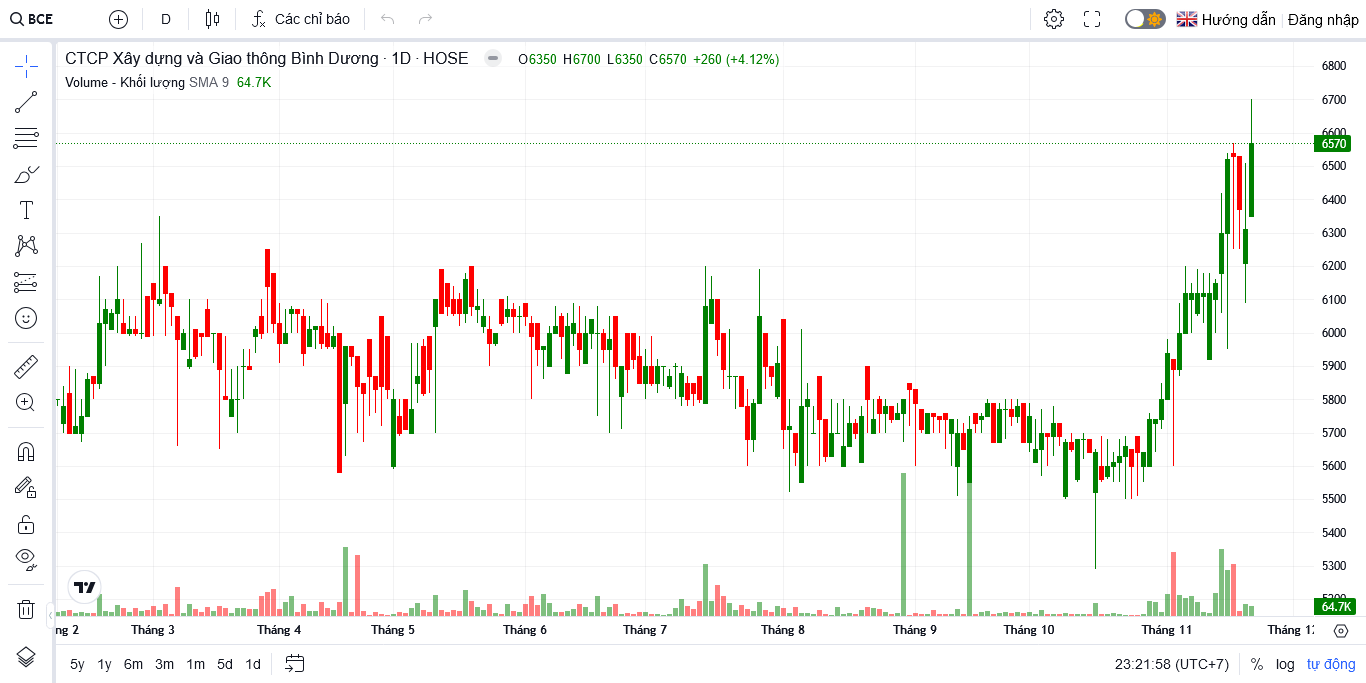 BCE
D
Các chỉ báo
Hướng dẫn
Đăng nhập
CTCP Xây dựng và Giao thông Bình Dương · 1D · HOSE
O6350 H6700 L6350 C6570 +260 (+4.12%)
Volume - Khối lượng SMA 9 64.7K
6800
6700
6600
6570
6500
6400
6300
6200
6100
6000
5900
5800
5700
5600
5500
5400
5300
5200
64.7K
ng 2 Tháng 3 Tháng 4 Tháng 5 Tháng 6 Tháng 7 Tháng 8 Tháng 9 Tháng 10 Tháng 11 Tháng 12
5y 1y 6m 3m 1m 5d 1d
23:21:58 (UTC+7) % log tự động